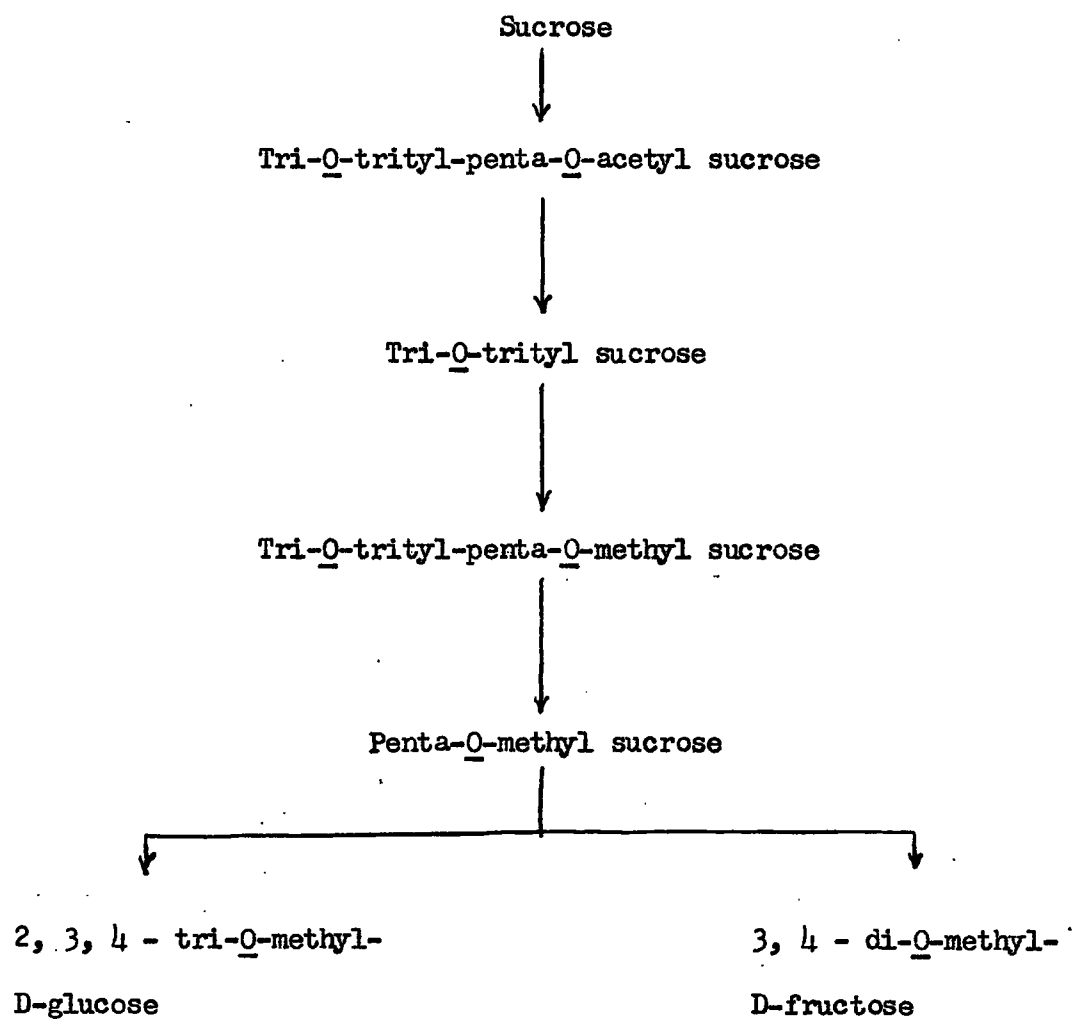 Sucrose
Tri-O-trityl-penta-O-acetyl sucrose
Tri-O-trityl sucrose
Tri-O-trityl-penta-O-methyl sucrose
Penta-O-methyl sucrose
2, 3, 4 - tri-O-methyl-
D-glucose
3, 4 - di-O-methyl-
D-fructose